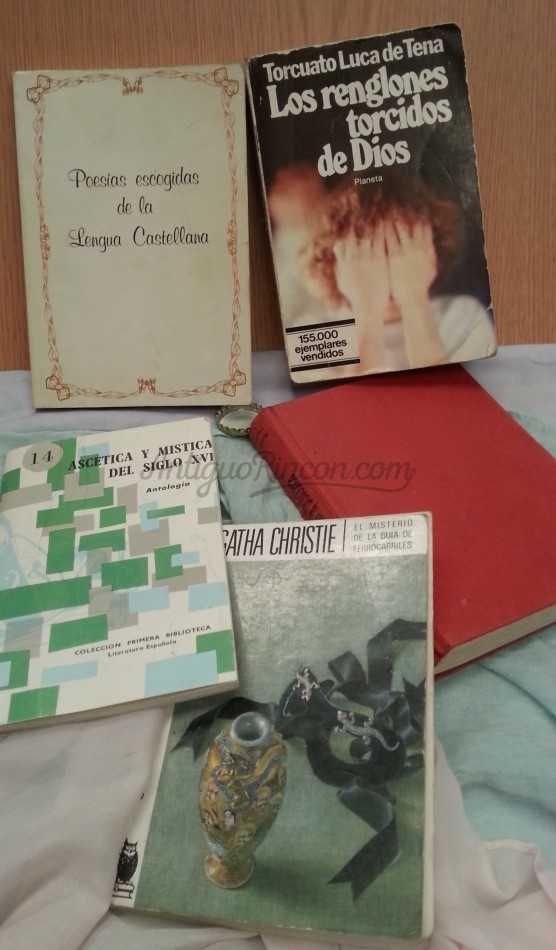 Poesías escogidas
de la
Lengua Castellana
Torcuato Luca de Tena
Los renglones
torcidos
de Dios
Planeta
155.000
ejemplares
vendidos
14
ASCETICA Y MISTICA
DEL SIGLO XVI
Antología
COLECCION PRIMERA BIBLIOTECA
Literatura Española
AntiguoRincon.com
GATHA CHRISTIE
EL MISTERIO
DE LA GUIA DE
FERROCARRILES